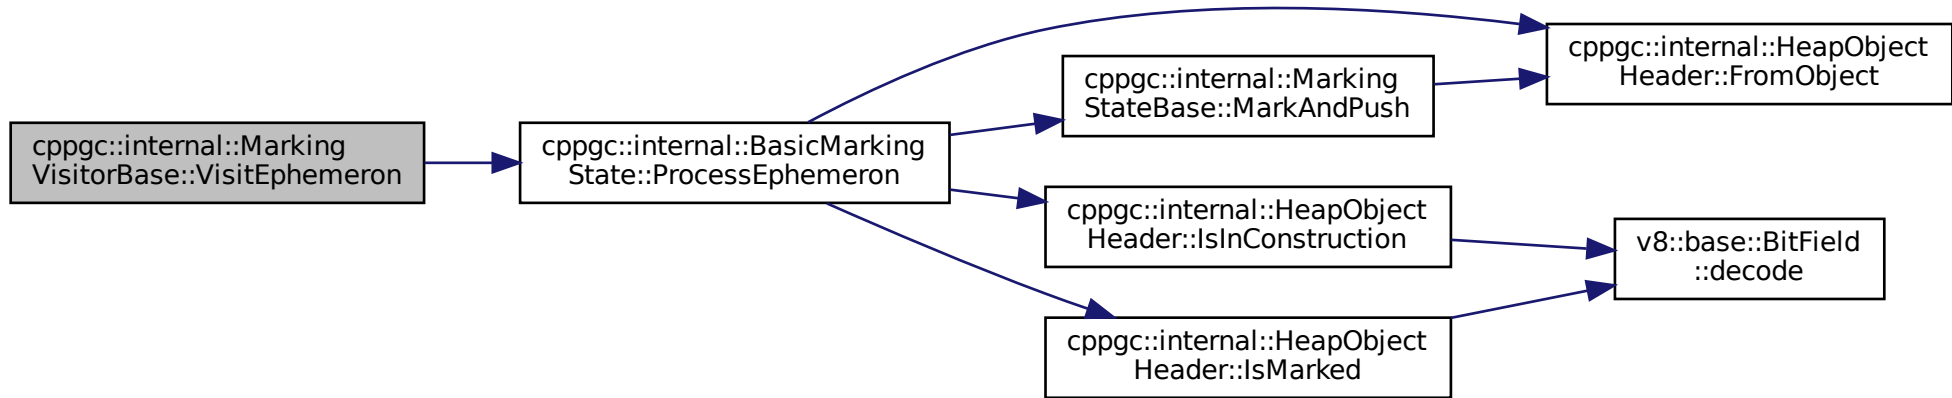 cppgc::internal::Marking
VisitorBase::VisitEphemeron
cppgc::internal::BasicMarking
State::ProcessEphemeron
cppgc::internal::Marking
StateBase::MarkAndPush
cppgc::internal::HeapObject
Header::FromObject
cppgc::internal::HeapObject
Header::IsInConstruction
cppgc::internal::HeapObject
Header::IsMarked
v8::base::BitField
::decode